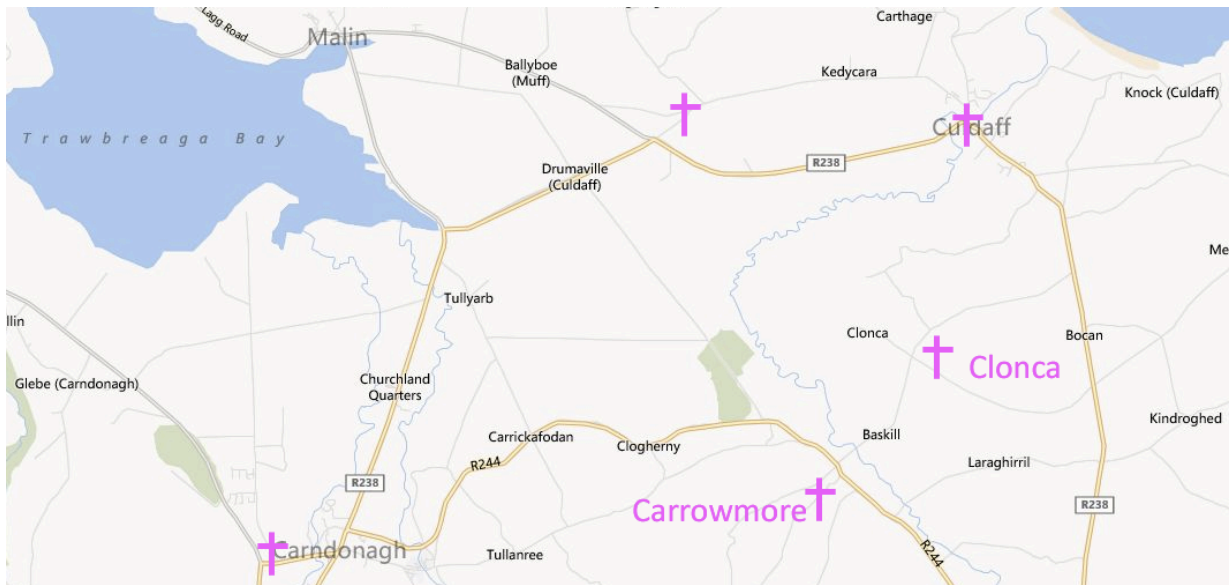 Carthage
Lagg Road
Malin
Ballyboe
(Muff)
Kedycara
Knock (Culdaff)
Trawbreaga Bay
Culdaff
R238
Drumaville
(Culdaff)
Me
Tullyarb
llin
Clonca
Bocan
Clonca
Glebe (Carndonagh)
Churchland
Quarters
Kindroghed
Carrickafodan
Clogherny
Baskill
R244
Laraghirril
R238
Carrowmore
R238
Carndonagh
Tullanree
R244